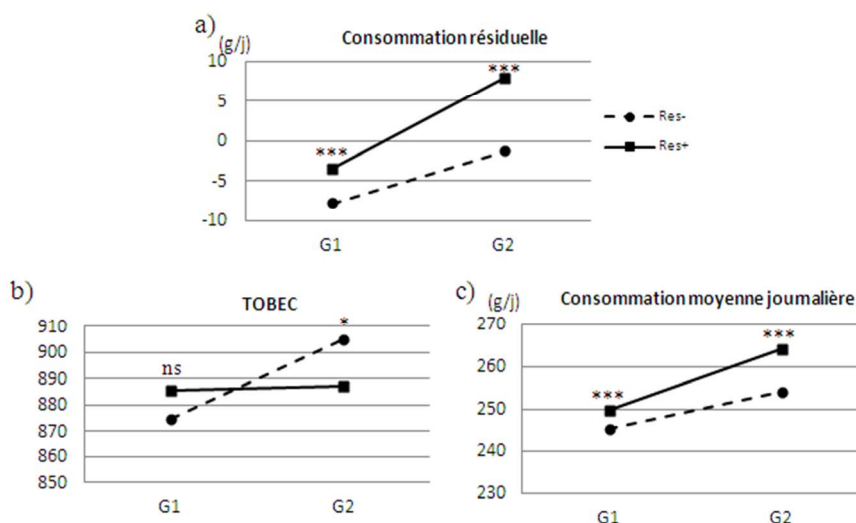 a)
Consommation résiduelle
(g/j)
10
5
0
-5
-10
***
***
G1
G2
Res-
Res+
b)
TOBEC
910
900
890
880
870
860
850
ns
*
G1
G2
c)
(g/j)
Consommation moyenne journalière
270
260
250
240
230
***
***
G1
G2